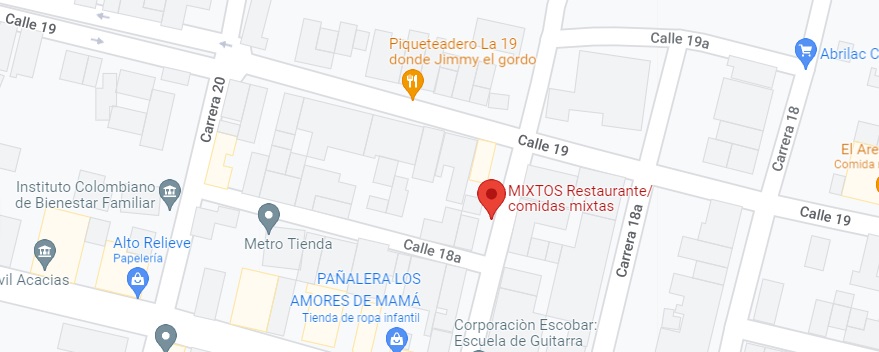 Calle 19
Piqueteadero La 19
donde Jimmy el gordo
Calle 19a
Abrilac C
Carrera 20
Carrera 18
Calle 19
El Are
Comida
Instituto Colombiano
de Bienestar Familiar
MIXTOS Restaurante/
comidas mixtas
Calle 19
Carrera 18a
Metro Tienda
Calle 18a
Alto Relieve
Papelería
vil Acacias
PAÑALERA LOS
AMORES DE MAMÁ
Tienda de ropa infantil
Corporaciòn Escobar:
Escuela de Guitarra